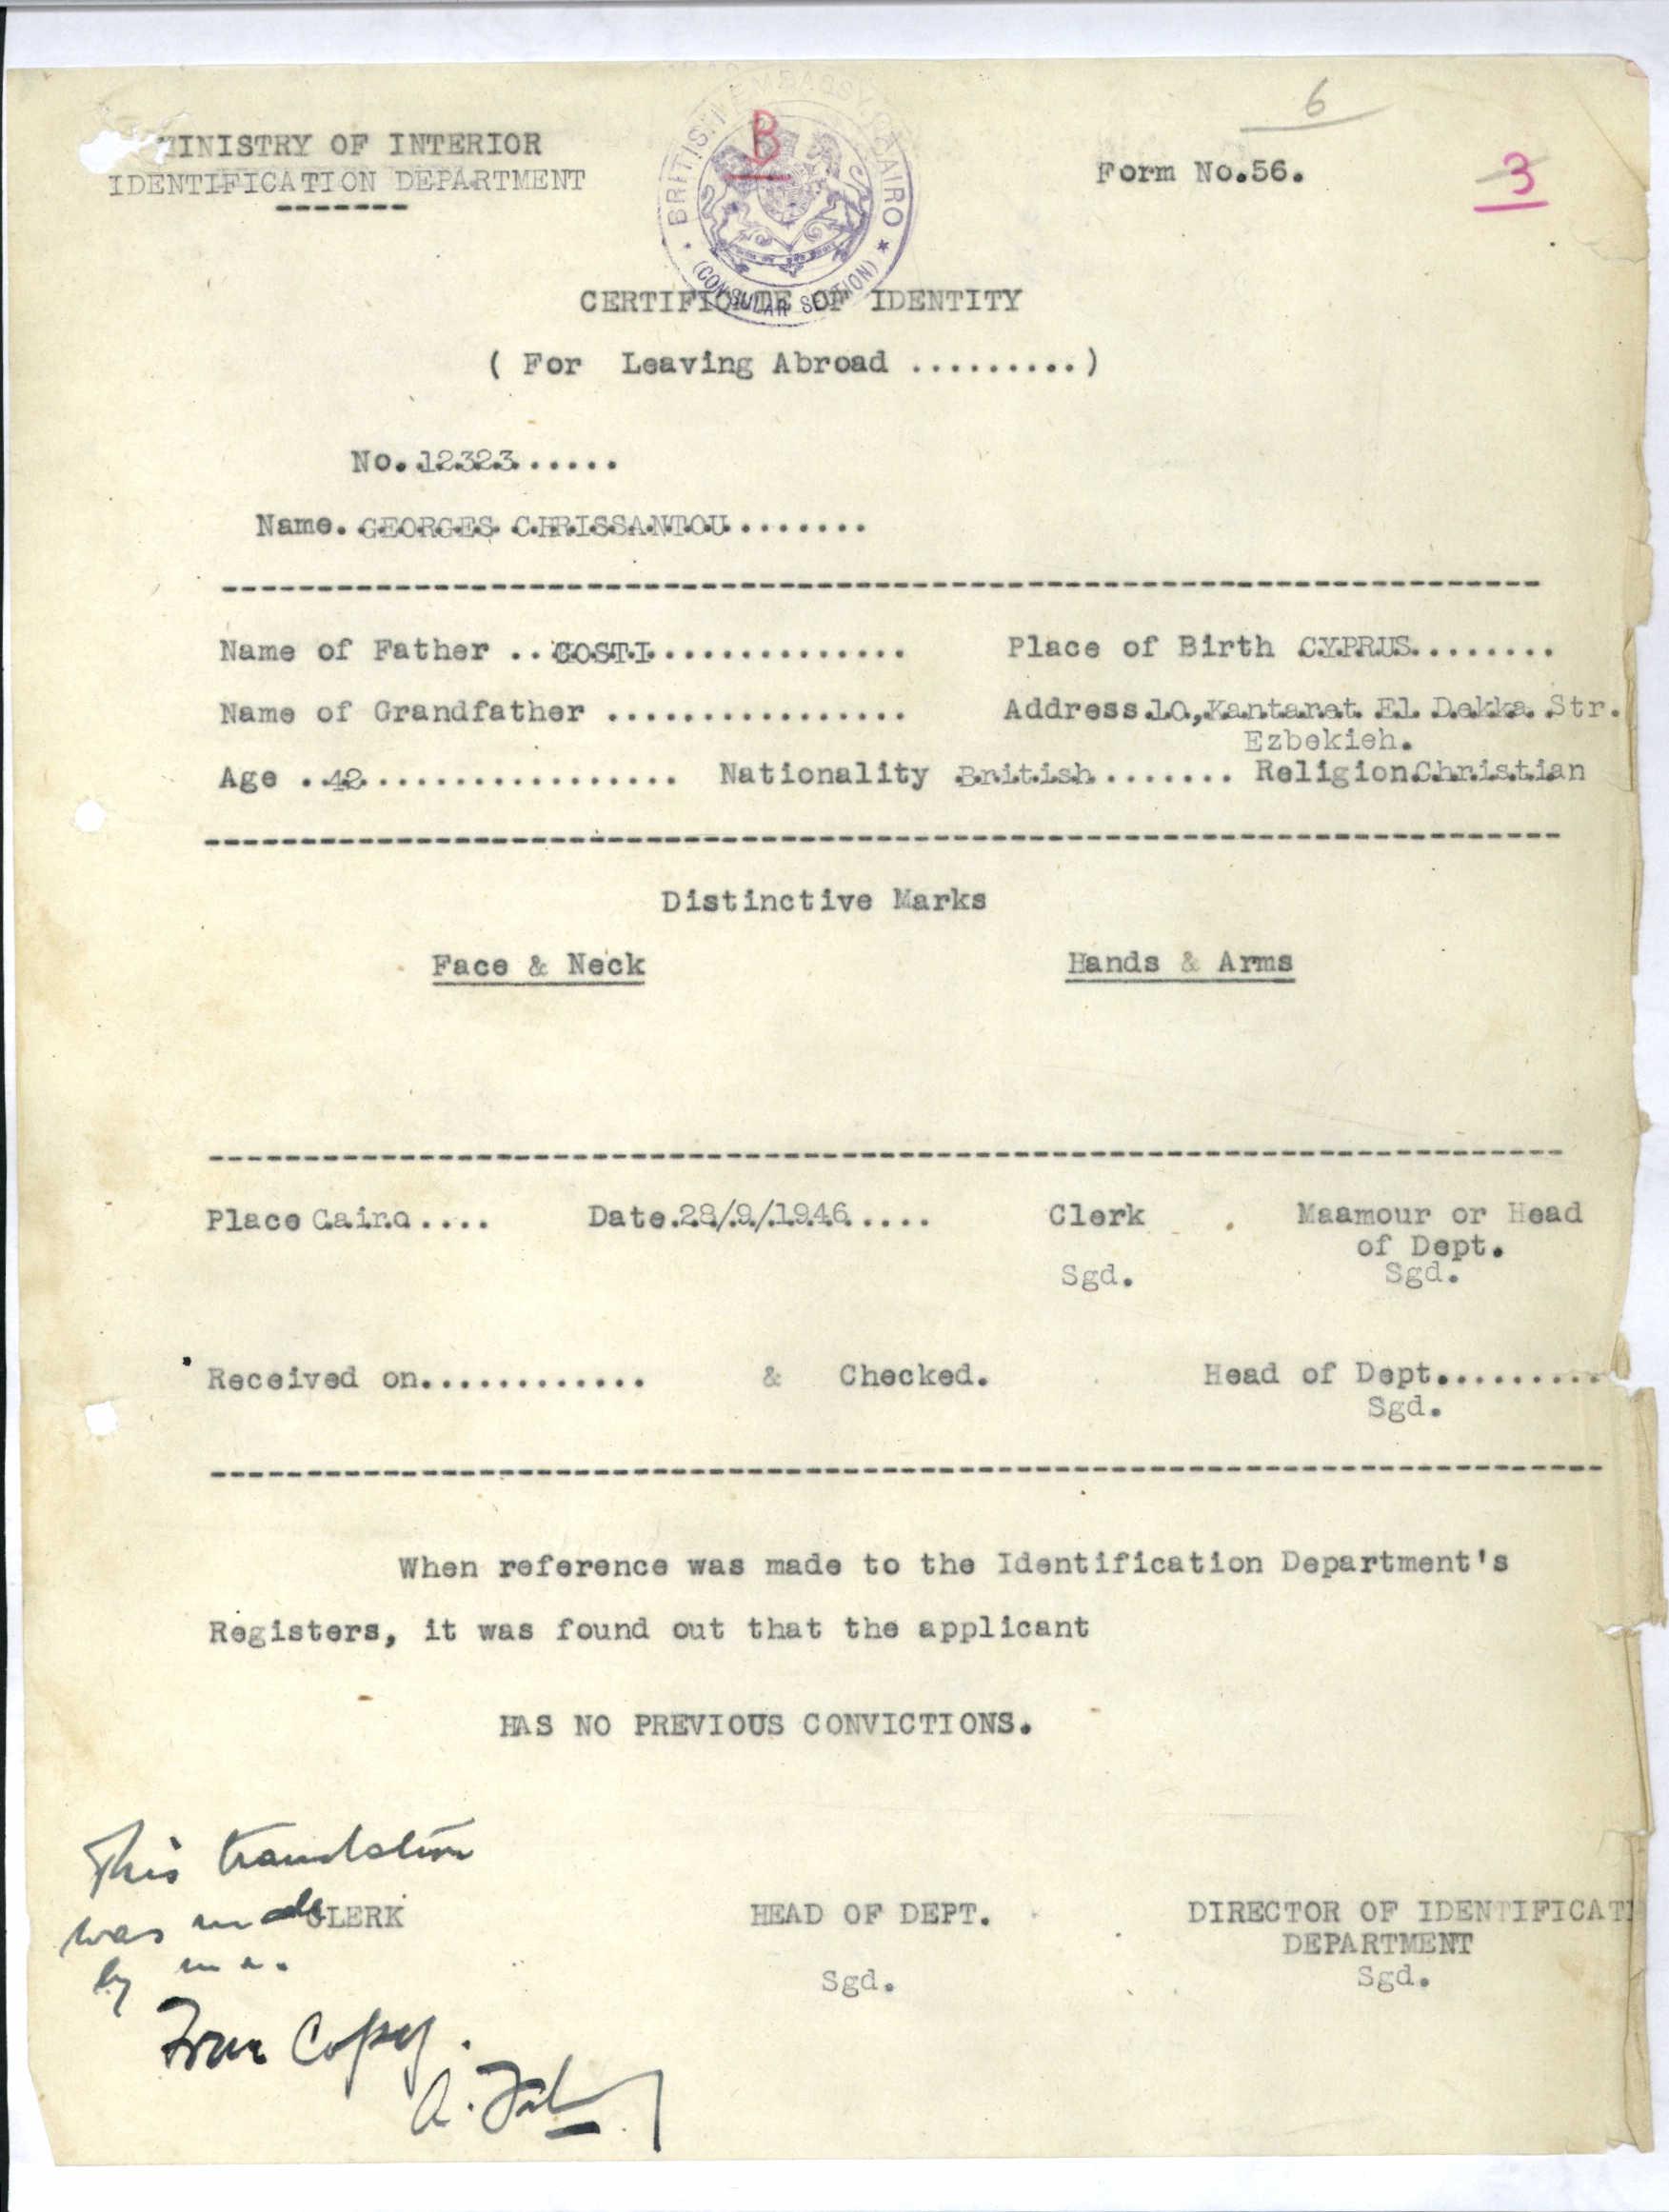 6
MINISTRY OF INTERIOR
IDENTIFICATION DEPARTMENT
B
BRITISH EMBASSY CAIRO
(CONSULAR SECTION)
Form No.56.
3
CERTIFICATE OF IDENTITY
( For Leaving Abroad .........)
No.12323......
Name. GEORGES CHRISSANTOU.......
Name of Father ..COSTI.............. Place of Birth CYPRUS........
Name of Grandfather ................ Address 10,Kantaret El Dekka Str.
Ezbekieh.
Age ..42................. Nationality British....... Religion Christian
Distinctive Marks
Face & Neck Hands & Arms
Place Cairo.... Date.28/9/1946..... Clerk Maamour or Head
of Dept.
Sgd. Sgd.
Received on............ & Checked. Head of Dept.........
Sgd.
When reference was made to the Identification Department's
Registers, it was found out that the applicant
HAS NO PREVIOUS CONVICTIONS.
This translation
was made
by me.
CLERK HEAD OF DEPT. DIRECTOR OF IDENTIFICAT
DEPARTMENT
Sgd. Sgd.
True Copy.
A.